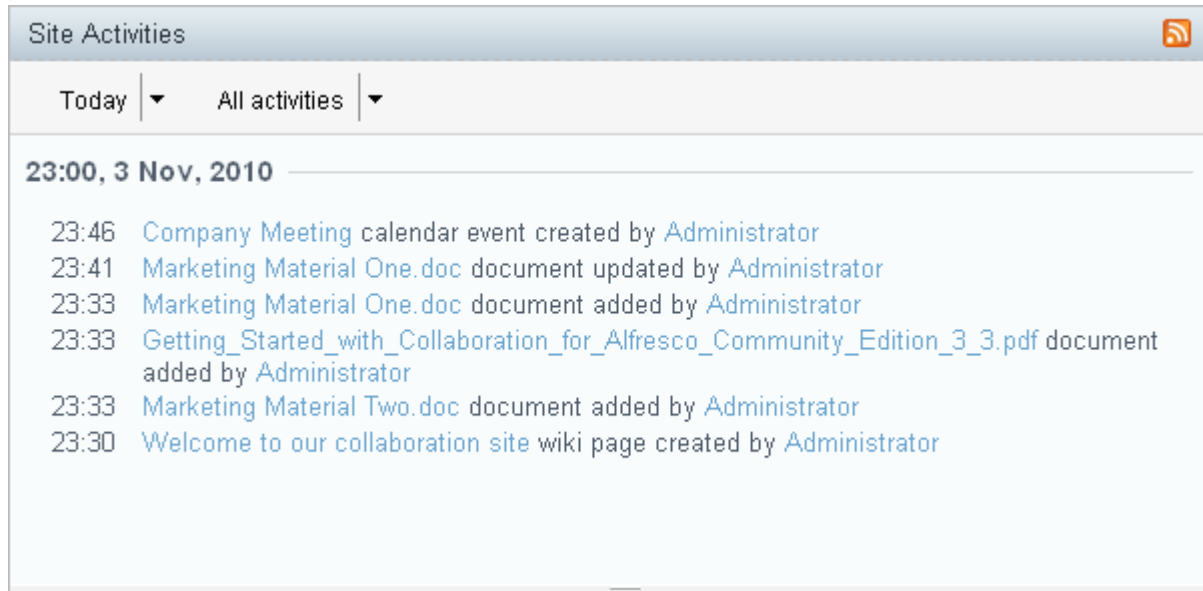 Site Activities
Today All activities
23:00, 3 Nov, 2010
23:46 Company Meeting calendar event created by Administrator
23:41 Marketing Material One.doc document updated by Administrator
23:33 Marketing Material One.doc document added by Administrator
23:33 Getting_Started_with_Collaboration_for_Alfresco_Community_Edition_3_3.pdf document
added by Administrator
23:33 Marketing Material Two.doc document added by Administrator
23:30 Welcome to our collaboration site wiki page created by Administrator